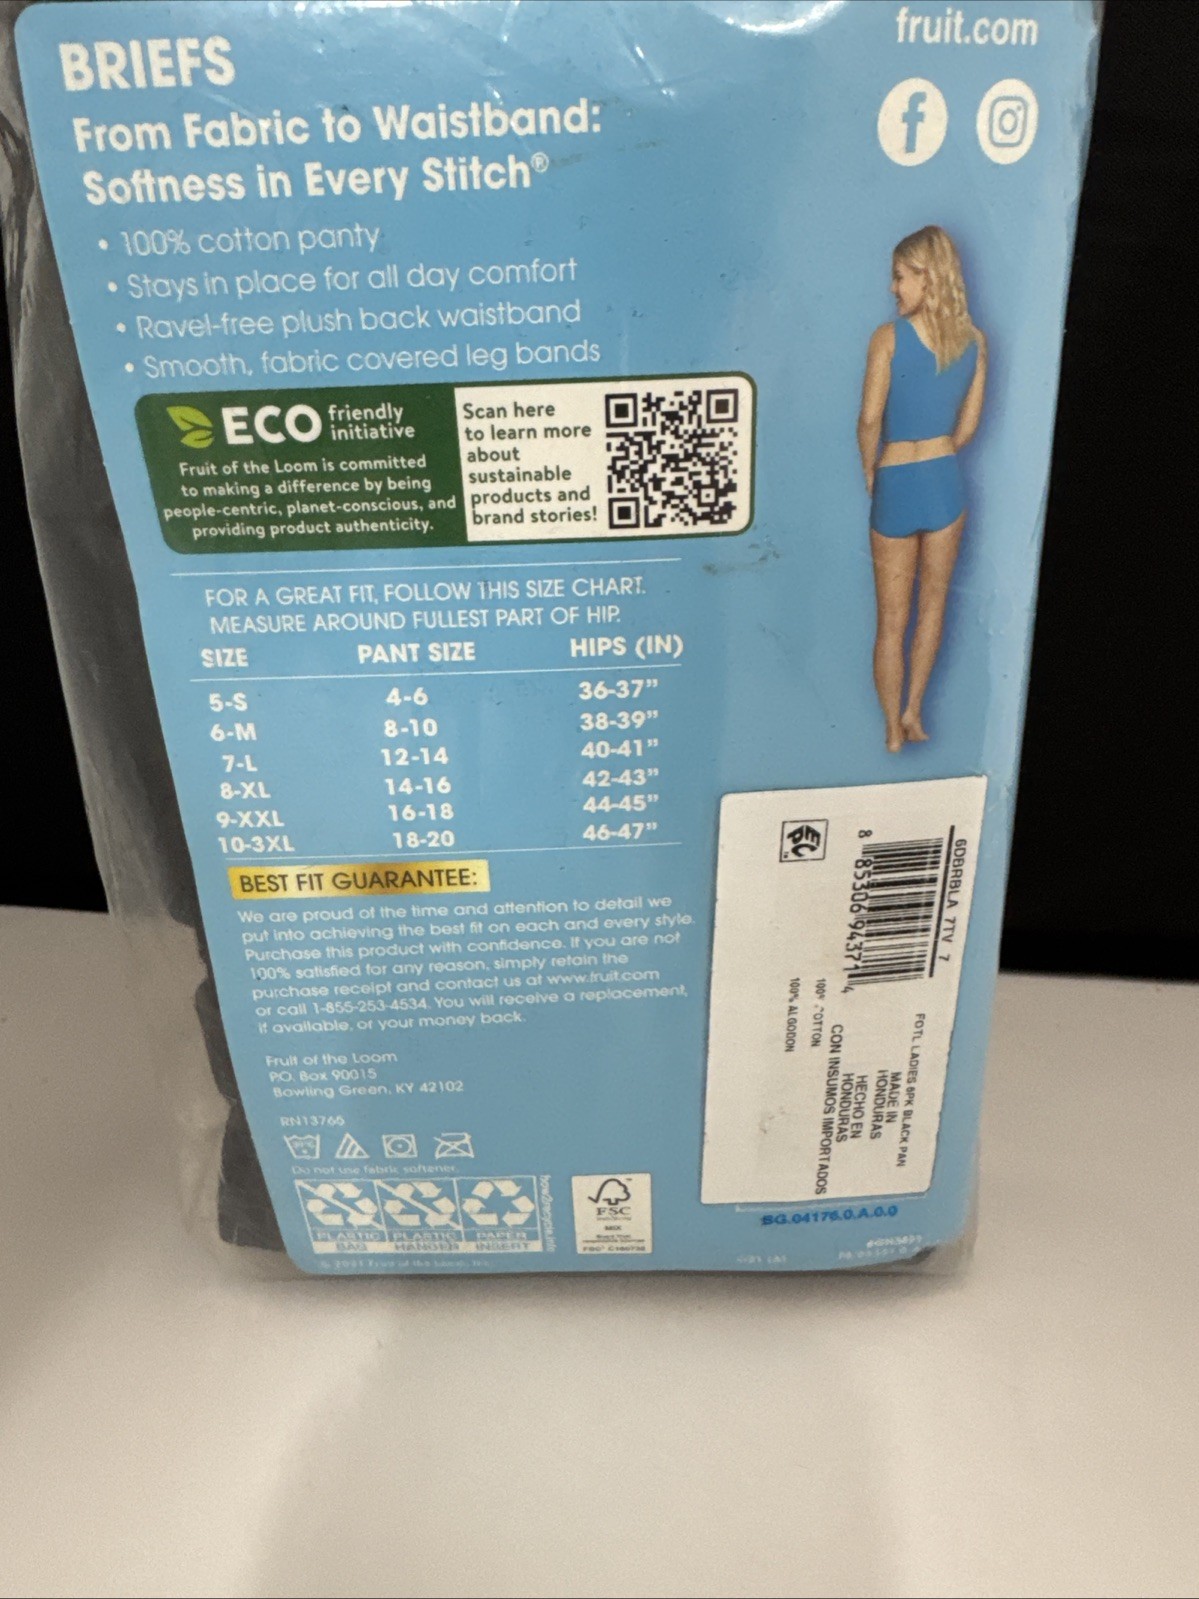 BRIEFS
From Fabric to Waistband:
Softness in Every Stitch®
• 100% cotton panty
• Stays in place for all day comfort
• Ravel-free plush back waistband
• Smooth, fabric covered leg bands
fruit.com
ECO friendly initiative
Fruit of the Loom is committed
to making a difference by being
people-centric, planet-conscious, and
providing product authenticity.
Scan here
to learn more
about
sustainable
products and
brand stories!
FOR A GREAT FIT, FOLLOW THIS SIZE CHART.
MEASURE AROUND FULLEST PART OF HIP.
SIZE PANT SIZE HIPS (IN)
5-S 4-6 36-37"
6-M 8-10 38-39"
7-L 12-14 40-41"
8-XL 14-16 42-43"
9-XXL 16-18 44-45"
10-3XL 18-20 46-47"
BEST FIT GUARANTEE:
We are proud of the time and attention to detail we
put into achieving the best fit on each and every style.
Purchase this product with confidence. If you are not
100% satisfied for any reason, simply retain the
purchase receipt and contact us at www.fruit.com
or call 1-855-253-4534. You will receive a replacement,
if available, or your money back.
Fruit of the Loom
P.O. Box 90015
Bowling Green, KY 42102
RN13765
Do not use fabric softener.
PLASTIC PLASTIC PAPER
BAG HANGER INSERT
how2recycle.info
FSC
MIX
6DBRBLA 7TV 7
8 85306 94371 4
EPC
FOTL LADIES 6PK BLACK PAN
MADE IN
HONDURAS
HECHO EN
HONDURAS
CON INSUMOS IMPORTADOS
100% COTTON
100% ALGODON
BG.04176.0.A.0.0